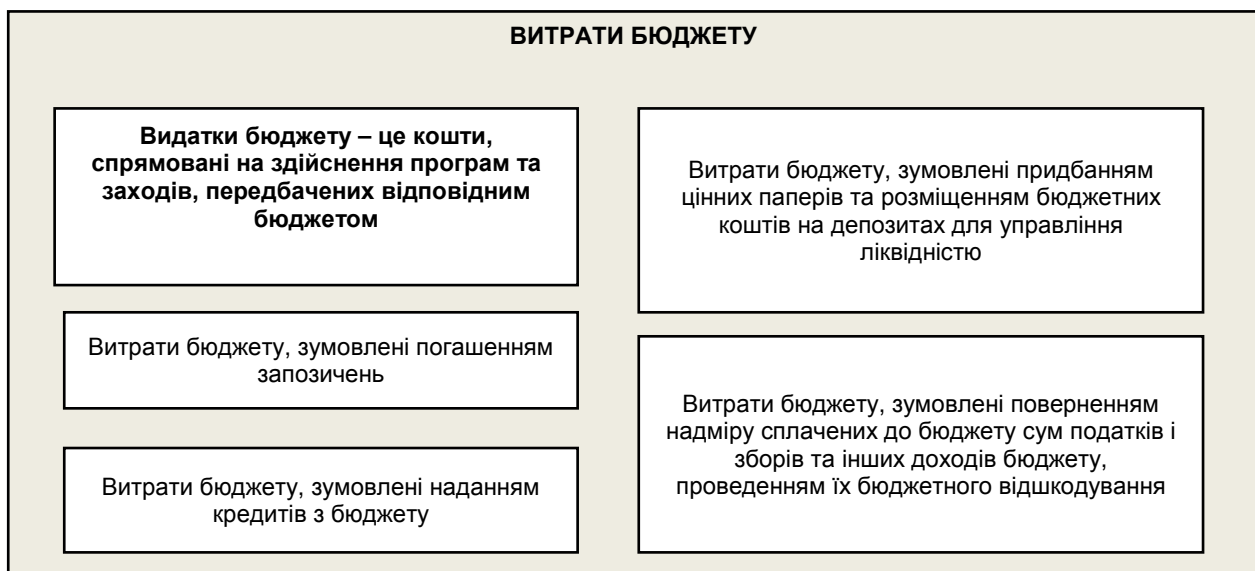 ВИТРАТИ БЮДЖЕТУ
Видатки бюджету – це кошти,
спрямовані на здійснення програм та
заходів, передбачених відповідним
бюджетом
Витрати бюджету, зумовлені погашенням
запозичень
Витрати бюджету, зумовлені наданням
кредитів з бюджету
Витрати бюджету, зумовлені придбанням
цінних паперів та розміщенням бюджетних
коштів на депозитах для управління
ліквідністю
Витрати бюджету, зумовлені поверненням
надміру сплачених до бюджету сум податків і
зборів та інших доходів бюджету,
проведенням їх бюджетного відшкодування